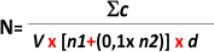 N= Σc
V x [n1+(0,1x n2)] x d